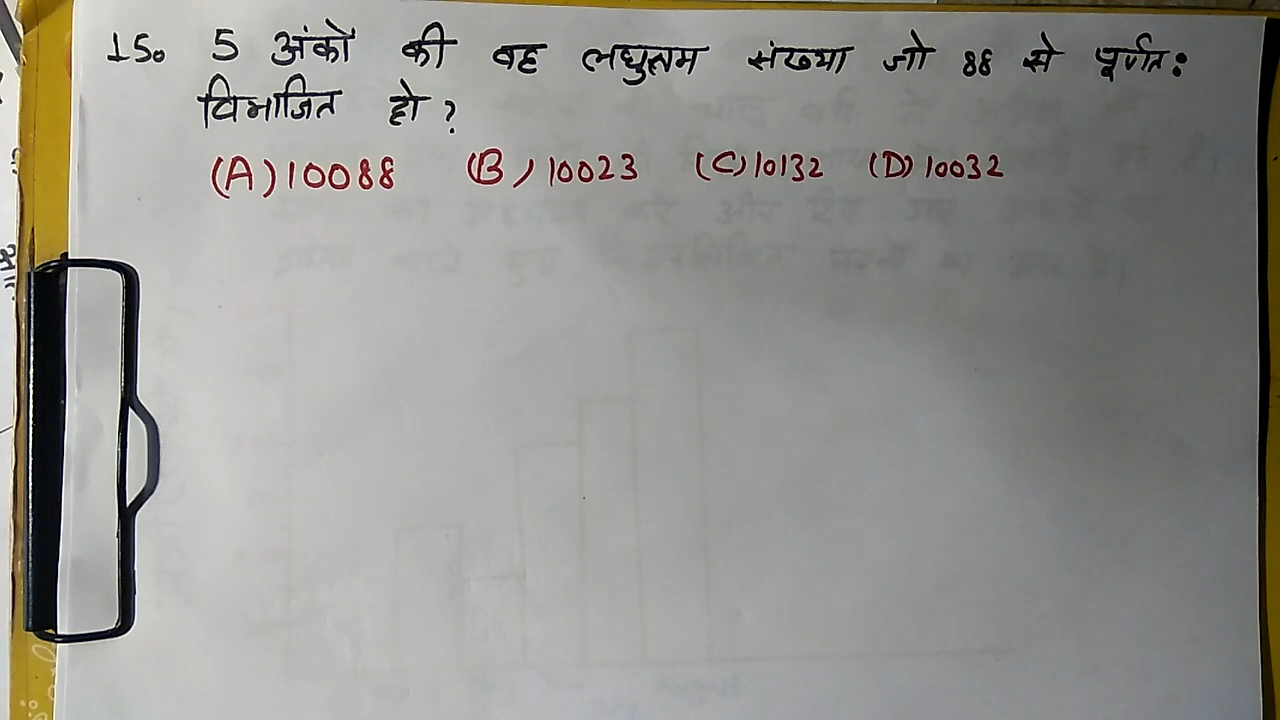 15. 5 अंकों की वह लघुत्तम संख्या जो 88 से पूर्णत:
विभाजित हो ?
(A) 10088 (B) 10023 (C) 10132 (D) 10032